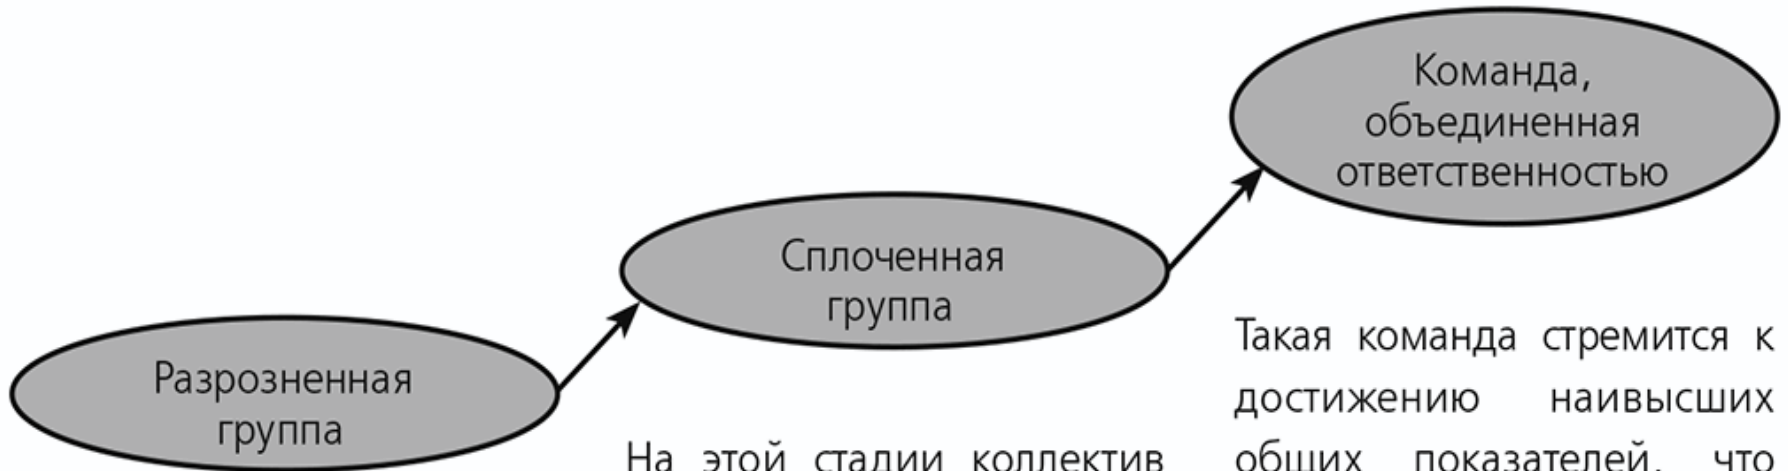 Команда,
объединенная
ответственностью
Сплоченная
группа
Разрозненная
группа
Такая команда стремится к
достижению наивысших
общих показателей, что
На этой стадии коллектив